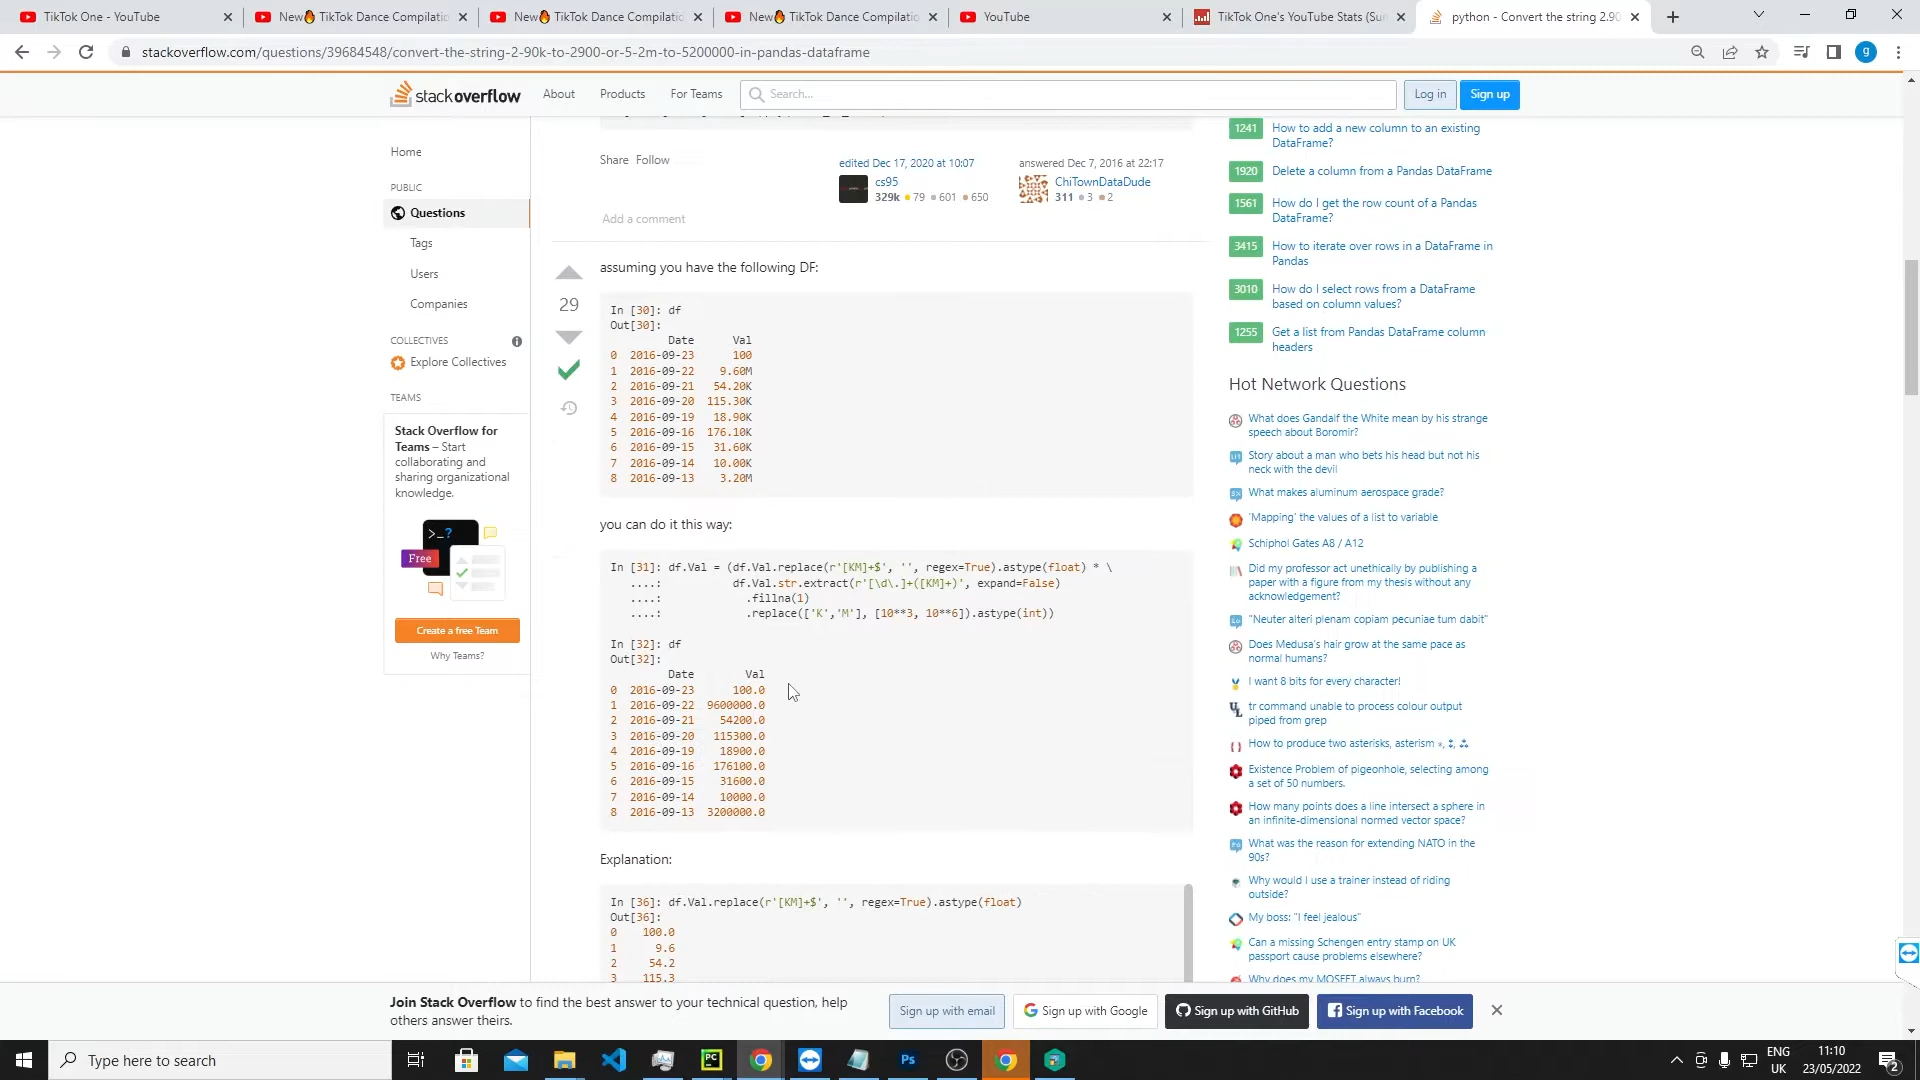 TikTok One - YouTube
New🔥 TikTok Dance Compilatio
New🔥 TikTok Dance Compilatio
New🔥 TikTok Dance Compilatio
YouTube
TikTok One's YouTube Stats (Sum
python - Convert the string 2.90
stackoverflow.com/questions/39684548/convert-the-string-2-90k-to-2900-or-5-2m-to-5200000-in-pandas-dataframe
g
stackoverflow
About
Products
For Teams
Search...
Log in
Sign up
Home
PUBLIC
Questions
Tags
Users
Companies
COLLECTIVES
Explore Collectives
TEAMS
Stack Overflow for
Teams – Start
collaborating and
sharing organizational
knowledge.
>_?
Free
Create a free Team
Why Teams?
Share Follow
edited Dec 17, 2020 at 10:07
cs95
329k 79 601 650
answered Dec 7, 2016 at 22:17
ChiTownDataDude
311 3 2
Add a comment
29
assuming you have the following DF:
In [30]: df
Out[30]:
Date Val
0 2016-09-23 100
1 2016-09-22 9.60M
2 2016-09-21 54.20K
3 2016-09-20 115.30K
4 2016-09-19 18.90K
5 2016-09-16 176.10K
6 2016-09-15 31.60K
7 2016-09-14 10.00K
8 2016-09-13 3.20M
you can do it this way:
In [31]: df.Val = (df.Val.replace(r'[KM]+$', '', regex=True).astype(float) * \
....: df.Val.str.extract(r'[\d\.]+([KM]+)', expand=False)
....: .fillna(1)
....: .replace(['K','M'], [10**3, 10**6]).astype(int))
In [32]: df
Out[32]:
Date Val
0 2016-09-23 100.0
1 2016-09-22 9600000.0
2 2016-09-21 54200.0
3 2016-09-20 115300.0
4 2016-09-19 18900.0
5 2016-09-16 176100.0
6 2016-09-15 31600.0
7 2016-09-14 10000.0
8 2016-09-13 3200000.0
Explanation:
In [36]: df.Val.replace(r'[KM]+$', '', regex=True).astype(float)
Out[36]:
0 100.0
1 9.6
2 54.2
3 115.3
1241 How to add a new column to an existing
DataFrame?
1920 Delete a column from a Pandas DataFrame
1561 How do I get the row count of a Pandas
DataFrame?
3415 How to iterate over rows in a DataFrame in
Pandas
3010 How do I select rows from a DataFrame
based on column values?
1255 Get a list from Pandas DataFrame column
headers
Hot Network Questions
What does Gandalf the White mean by his strange
speech about Boromir?
Story about a man who bets his head but not his
neck with the devil
What makes aluminum aerospace grade?
'Mapping' the values of a list to variable
Schiphol Gates A8 / A12
Did my professor act unethically by publishing a
paper with a figure from my thesis without any
acknowledgement?
"Neuter alteri plenam copiam pecuniae tum dabit"
Does Medusa's hair grow at the same pace as
normal humans?
I want 8 bits for every character!
tr command unable to process colour output
piped from grep
How to produce two asterisks, asterism
Existence Problem of pigeonhole, selecting among
a set of 50 numbers.
How many points does a line intersect a sphere in
an infinite-dimensional normed vector space?
What was the reason for extending NATO in the
90s?
Why would I use a trainer instead of riding
outside?
My boss: "I feel jealous"
Can a missing Schengen entry stamp on UK
passport cause problems elsewhere?
Why does my MOSFET always burn?
Join Stack Overflow to find the best answer to your technical question, help
others answer theirs.
Sign up with email
Sign up with Google
Sign up with GitHub
Sign up with Facebook
Type here to search
PC
Ps
ENG
UK
11:10
23/05/2022
2